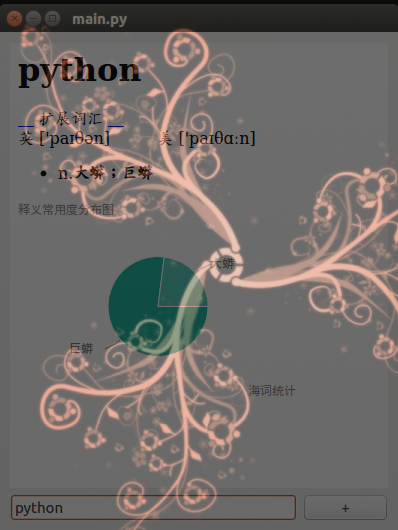 main.py
python
扩展词汇
英 ['paɪθən] 美 ['paɪθɑːn]
n.大蟒；巨蟒
释义常用度分布图
大蟒
巨蟒
海词统计
python +